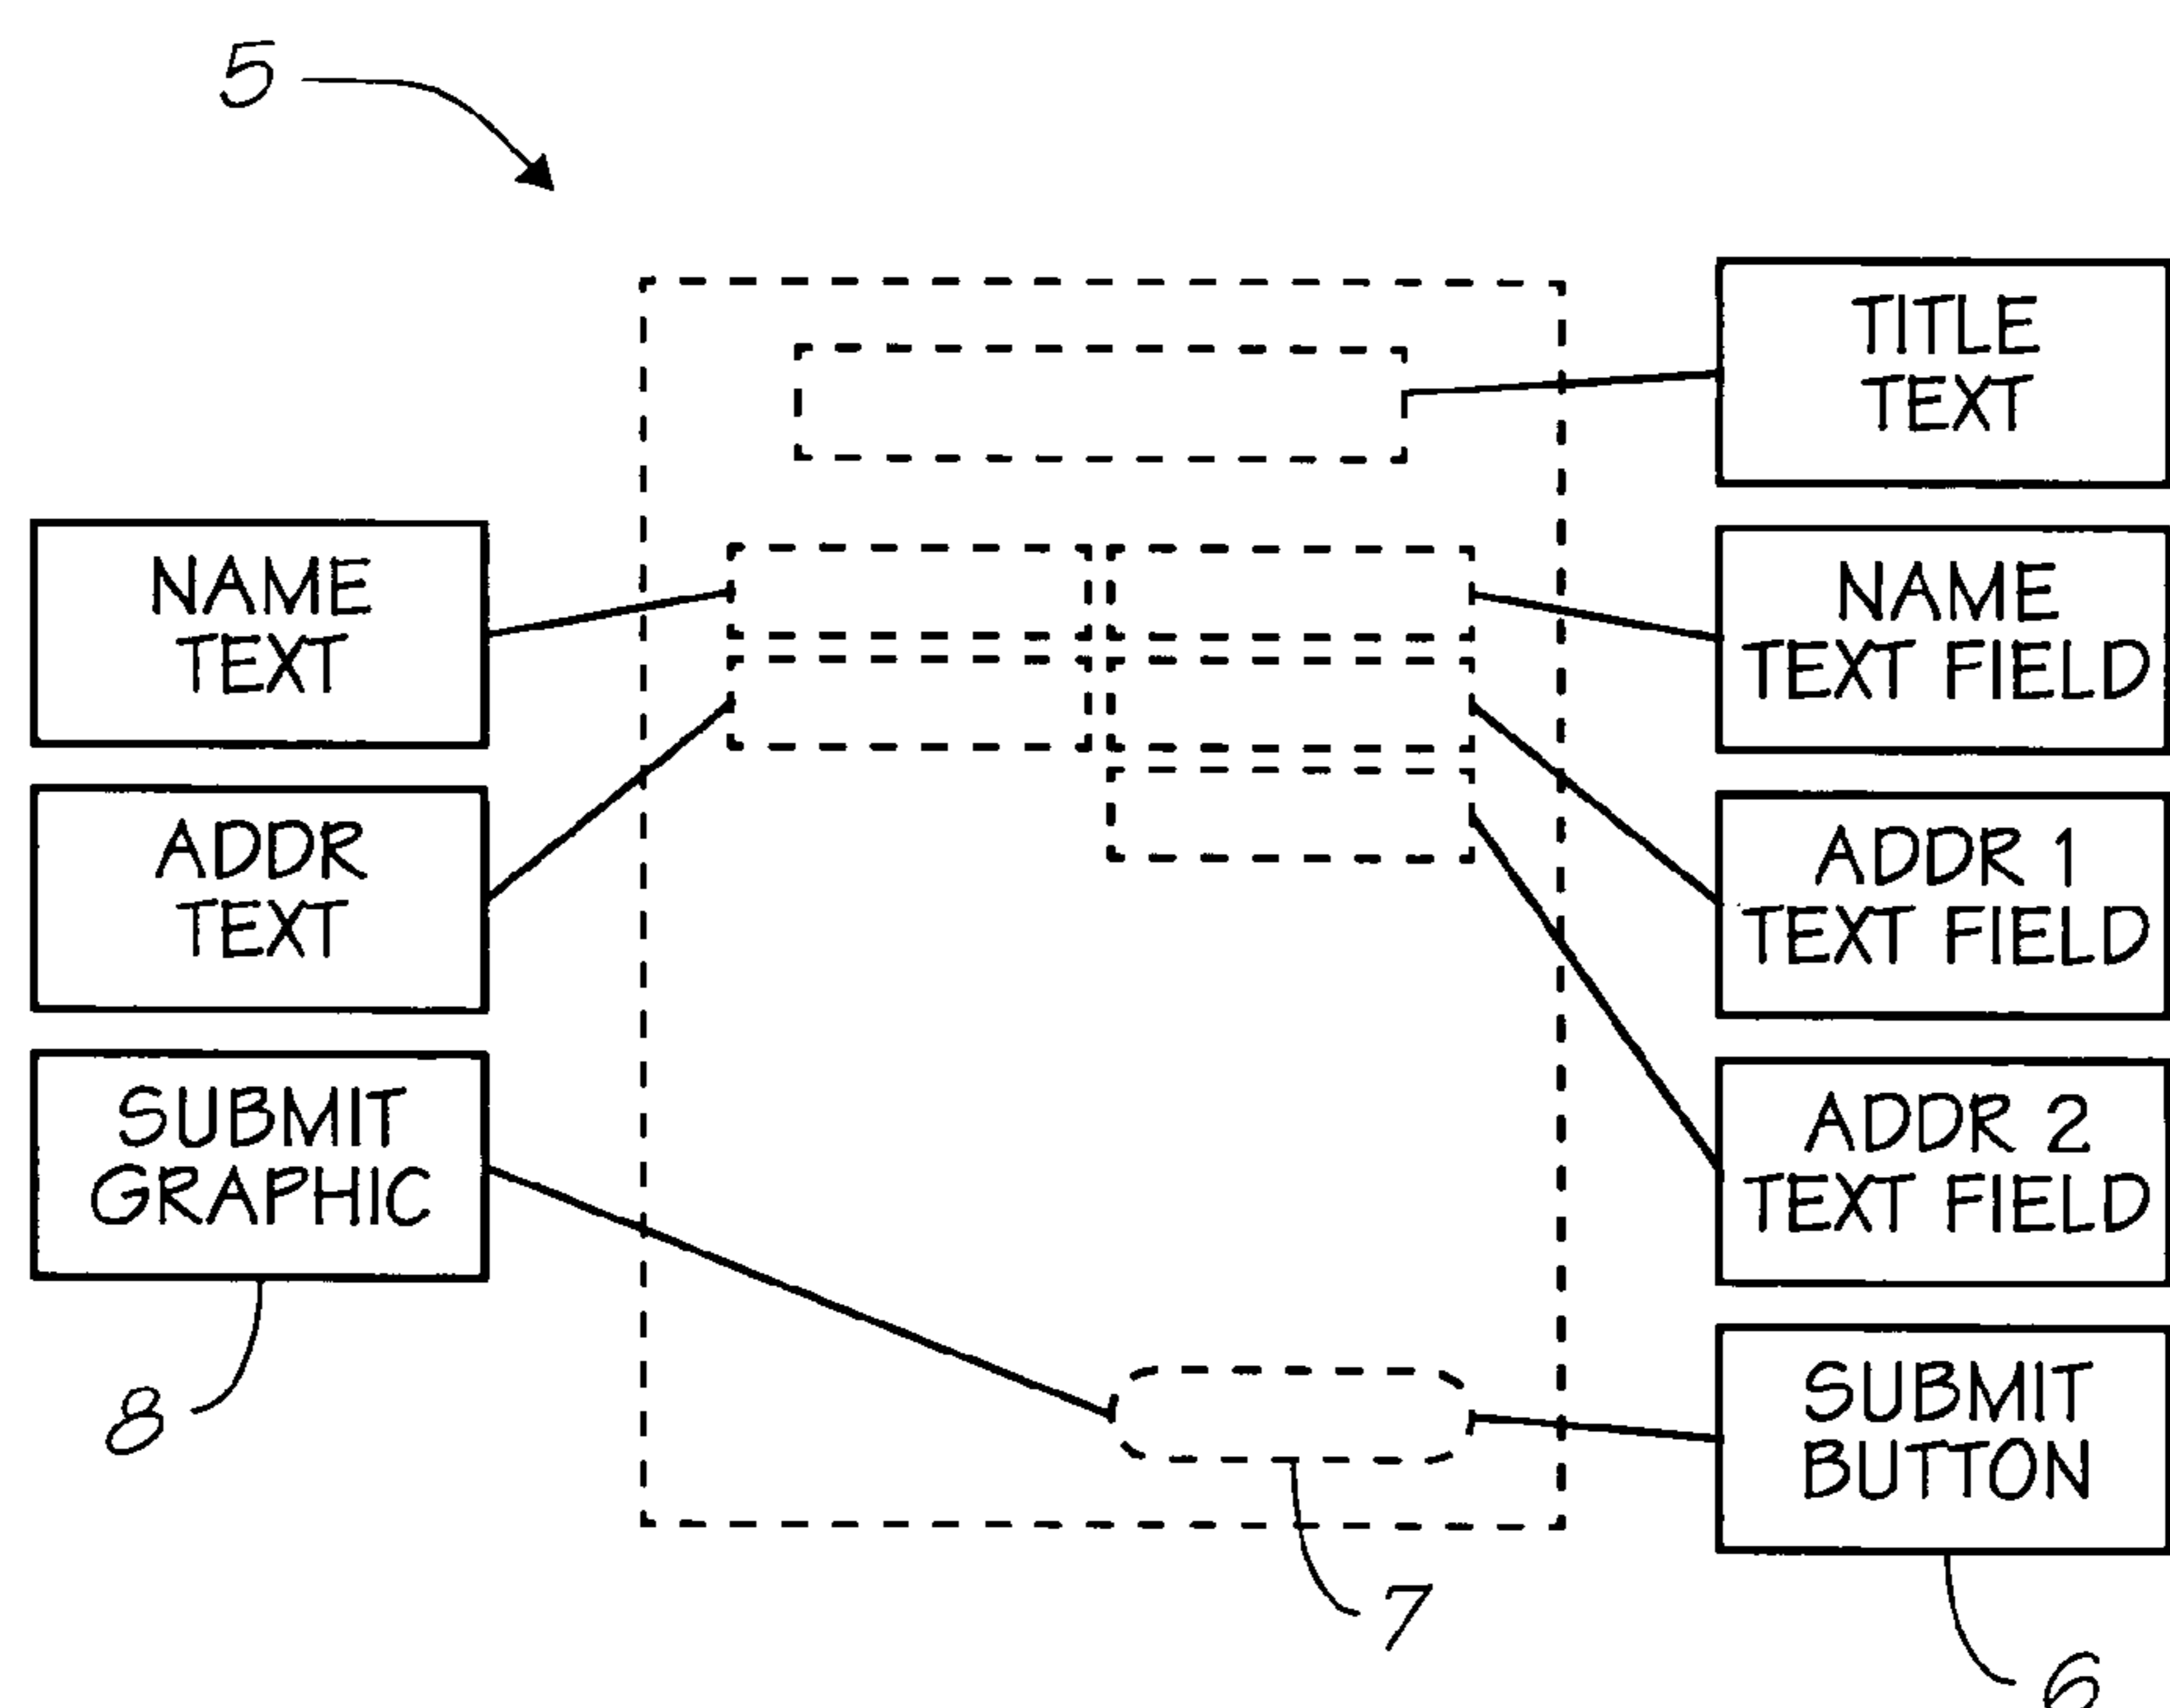 5
TITLE
TEXT
NAME
TEXT
NAME
TEXT FIELD
ADDR
TEXT
ADDR 1
TEXT FIELD
SUBMIT
GRAPHIC
ADDR 2
TEXT FIELD
8
SUBMIT
BUTTON
7
6